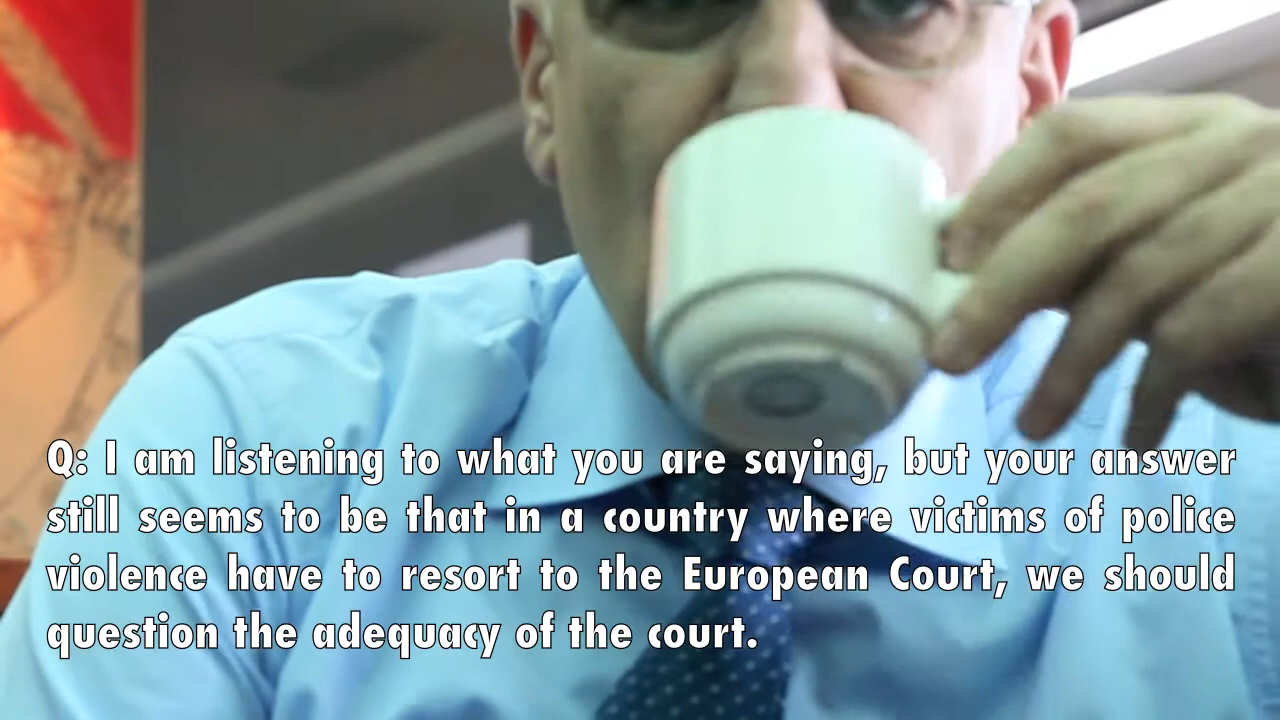 Q: I am listening to what you are saying, but your answer
still seems to be that in a country where victims of police
violence have to resort to the European Court, we should
question the adequacy of the court.